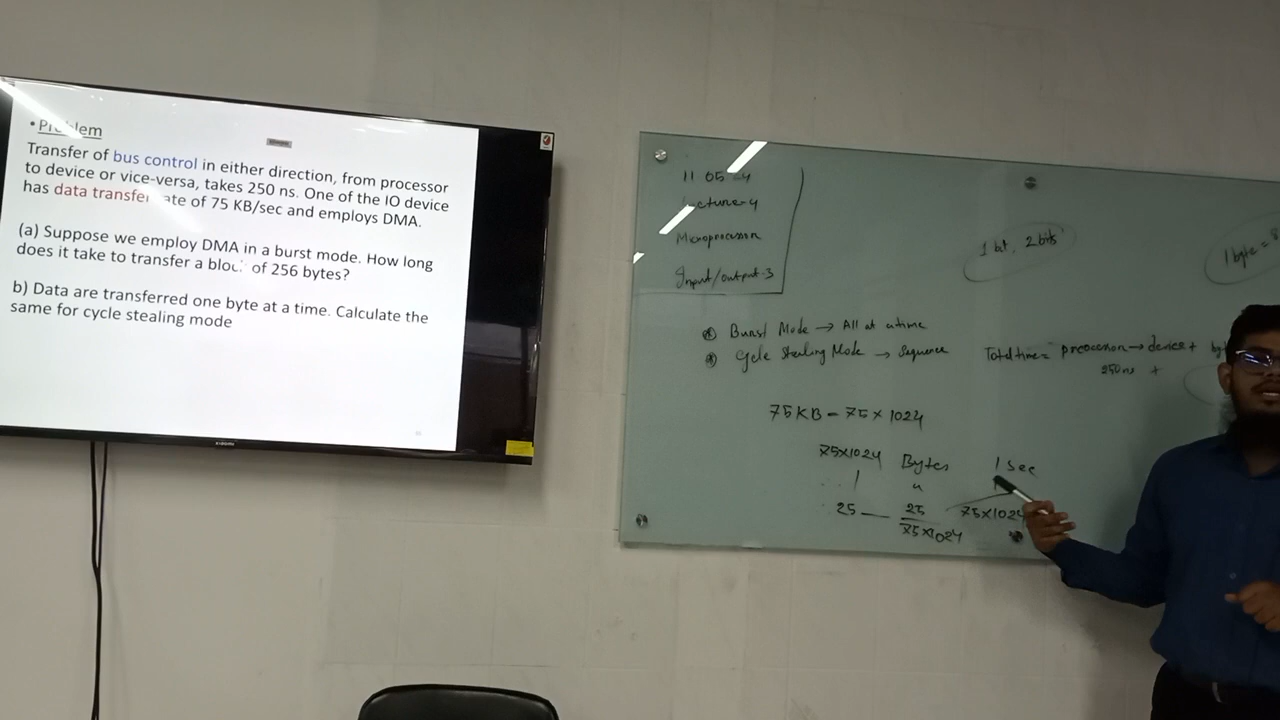 • Problem
Transfer of bus control in either direction, from processor
to device or vice-versa, takes 250 ns. One of the IO device
has data transfer rate of 75 KB/sec and employs DMA.
(a) Suppose we employ DMA in a burst mode. How long
does it take to transfer a block of 256 bytes?
b) Data are transferred one byte at a time. Calculate the
same for cycle stealing mode
xiaomi
11 05
Lecture-4
Microprocessor
Input/output-3
1 bit, 2 bits
1 byte = 8
Burst Mode → All at a time
Cycle Stealing Mode → Sequence
Total time = processor → device +
250 ns +
75 KB = 75 × 1024
75×1024 Bytes 1 sec
1 "
25 — 25 75×1024
75×1024